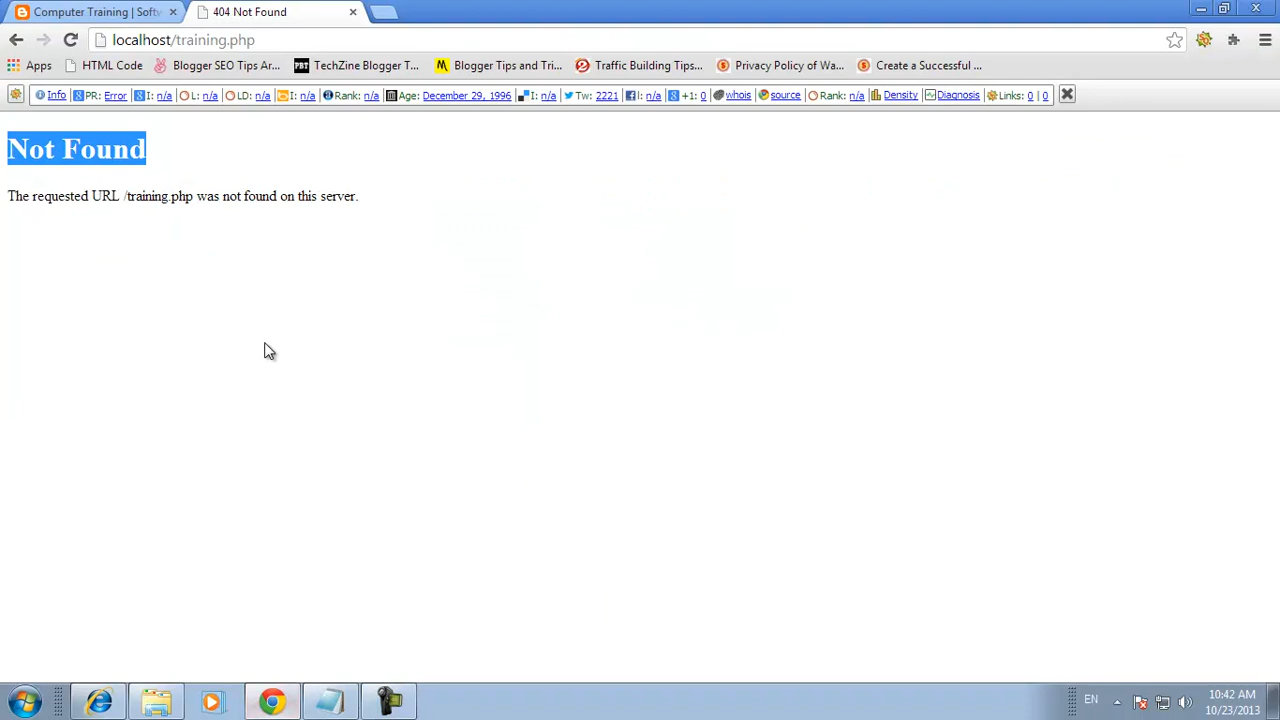 Computer Training | Softw
404 Not Found
localhost/training.php
Apps
HTML Code
Blogger SEO Tips Ar...
PBT
TechZine Blogger T...
Blogger Tips and Tri...
Traffic Building Tips...
Privacy Policy of Wa...
Create a Successful ...
Info PR: Error I: n/a L: n/a LD: n/a I: n/a Rank: n/a Age: December 29, 1996 I: n/a Tw: 2221 l: n/a +1: 0 whois source Rank: n/a Density Diagnosis Links: 0 | 0
Not Found
The requested URL /training.php was not found on this server.
EN
10:42 AM
10/23/2013